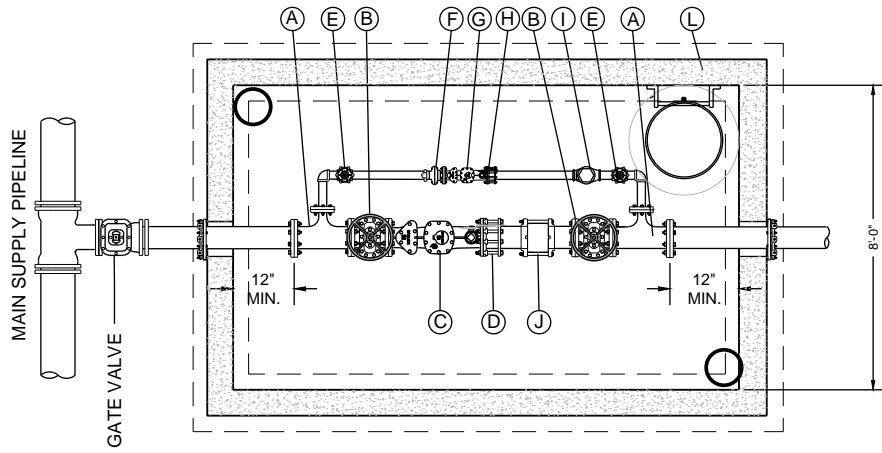 A E B F G H B I E A L
MAIN SUPPLY PIPELINE
GATE VALVE
12"
MIN.
12"
MIN.
8'-0"
C D J